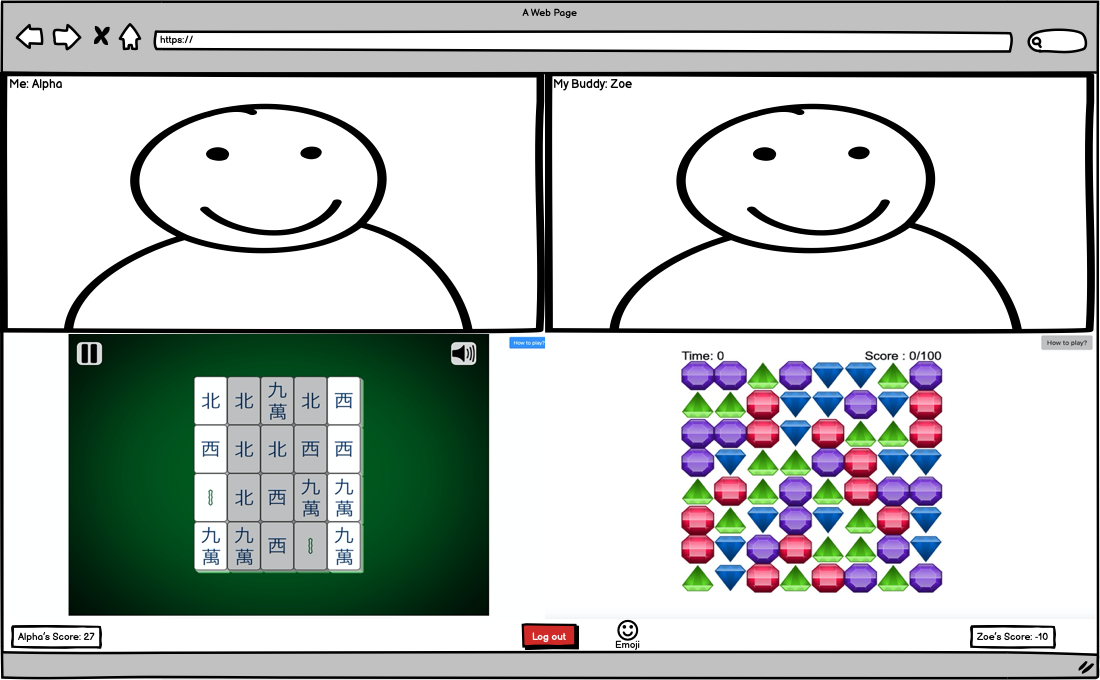 A Web Page
https://
Me: Alpha
My Buddy: Zoe
How to play?
How to play?
Time: 0
Score : 0/100
北 北 九萬 北 西
西 北 北 西 西
北 西 九萬 九萬
九萬 九萬 西 九萬
Alpha's Score: 27
Log out
Emoji
Zoe's Score: -10